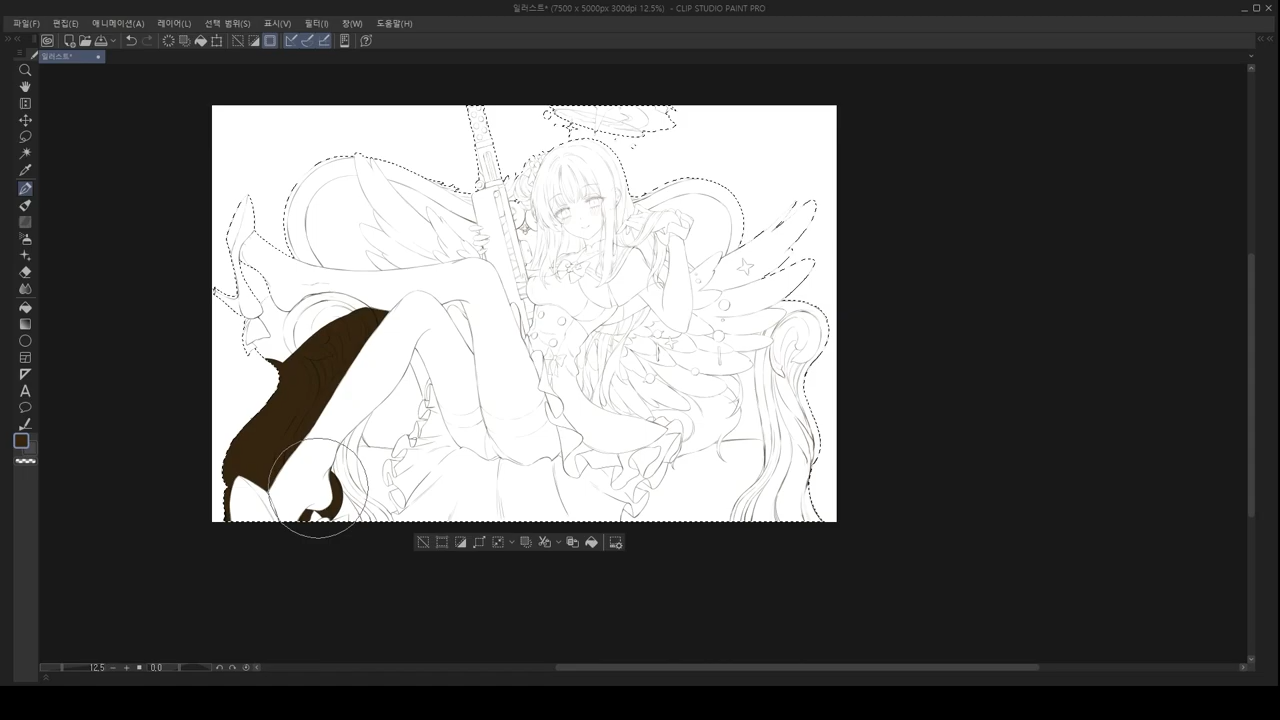 일러스트* (7500 x 5000px 300dpi 12.5%)  - CLIP STUDIO PAINT PRO
파일(F) 편집(E) 애니메이션(A) 레이어(L) 선택 범위(S) 표시(V) 필터(I) 창(W) 도움말(H)
일러스트*
12.5 0.0